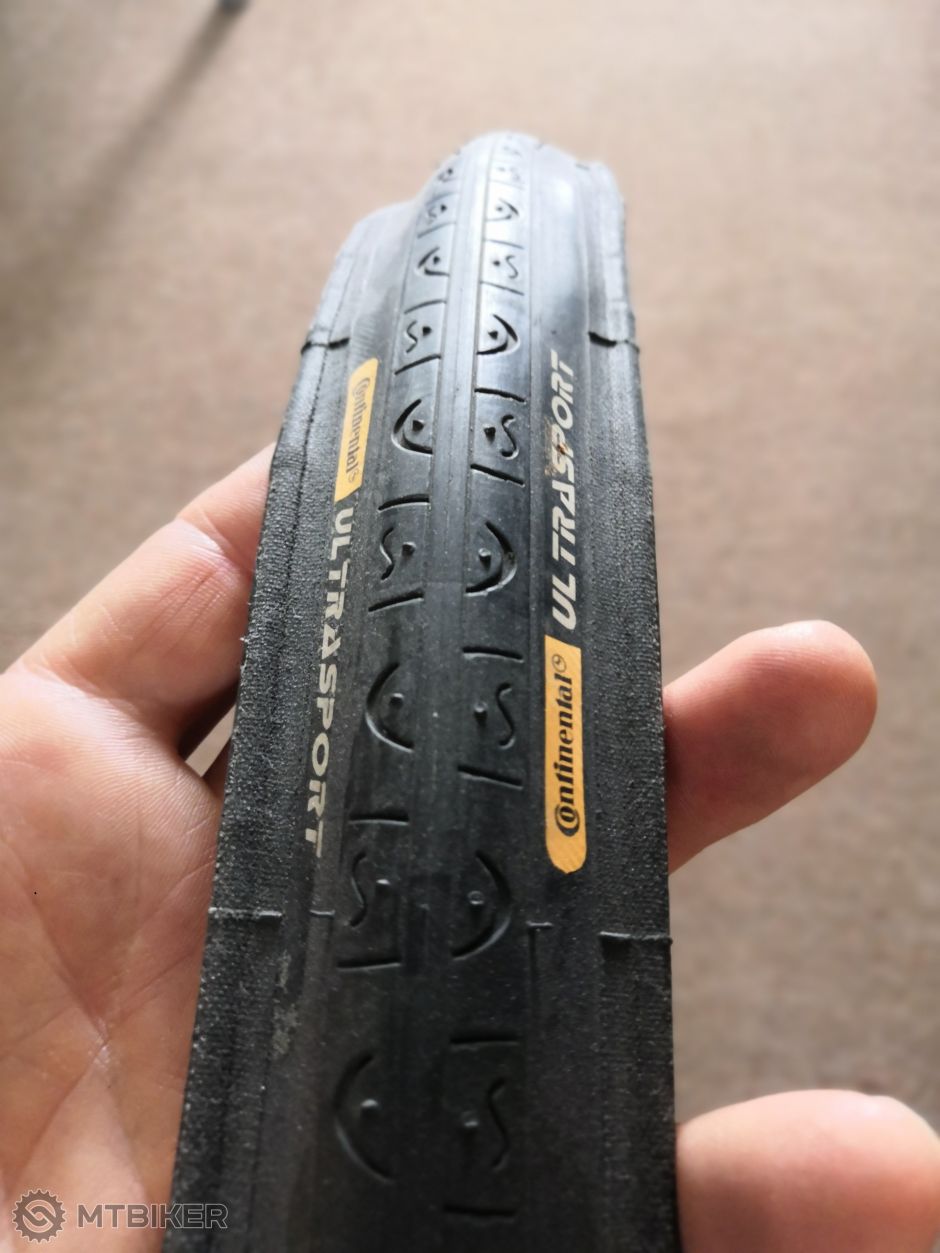 Continental
ULTRASPORT
ULTRASPORT
Continental
MTBIKER